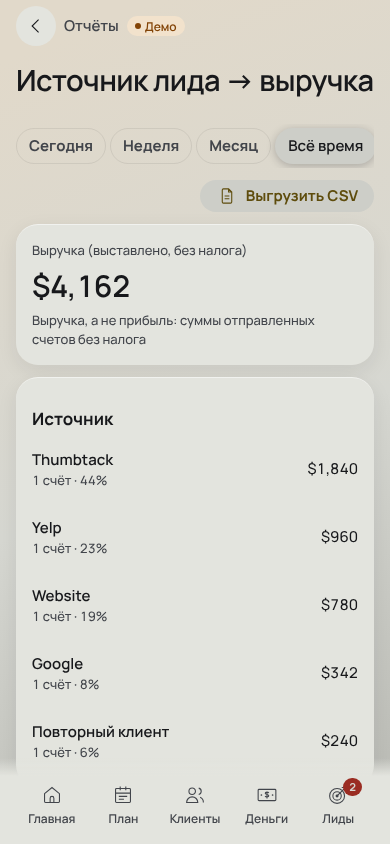 Отчёты
Demo
Источник лида → выручка
Сегодня
Неделя
Месяц
Всё время
Выгрузить CSV
Выручка (выставлено, без налога)
$4,162
Выручка, а не прибыль: суммы отправленных
счетов без налога
Источник
Thumbtack
$1,840
1 счёт · 44%
Yelp
$960
1 счёт · 23%
Website
$780
1 счёт · 19%
Google
$342
1 счёт · 8%
Повторный клиент
$240
1 счёт · 6%
2
Главная
План
Клиенты
Деньги
Лиды